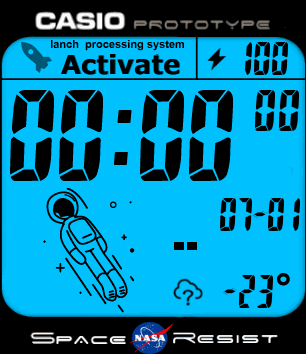 CASIO PROTOTYPE
lanch processing system
Activate
100
00:00 00
07-01
--
-23°
SPACE NASA RESIST